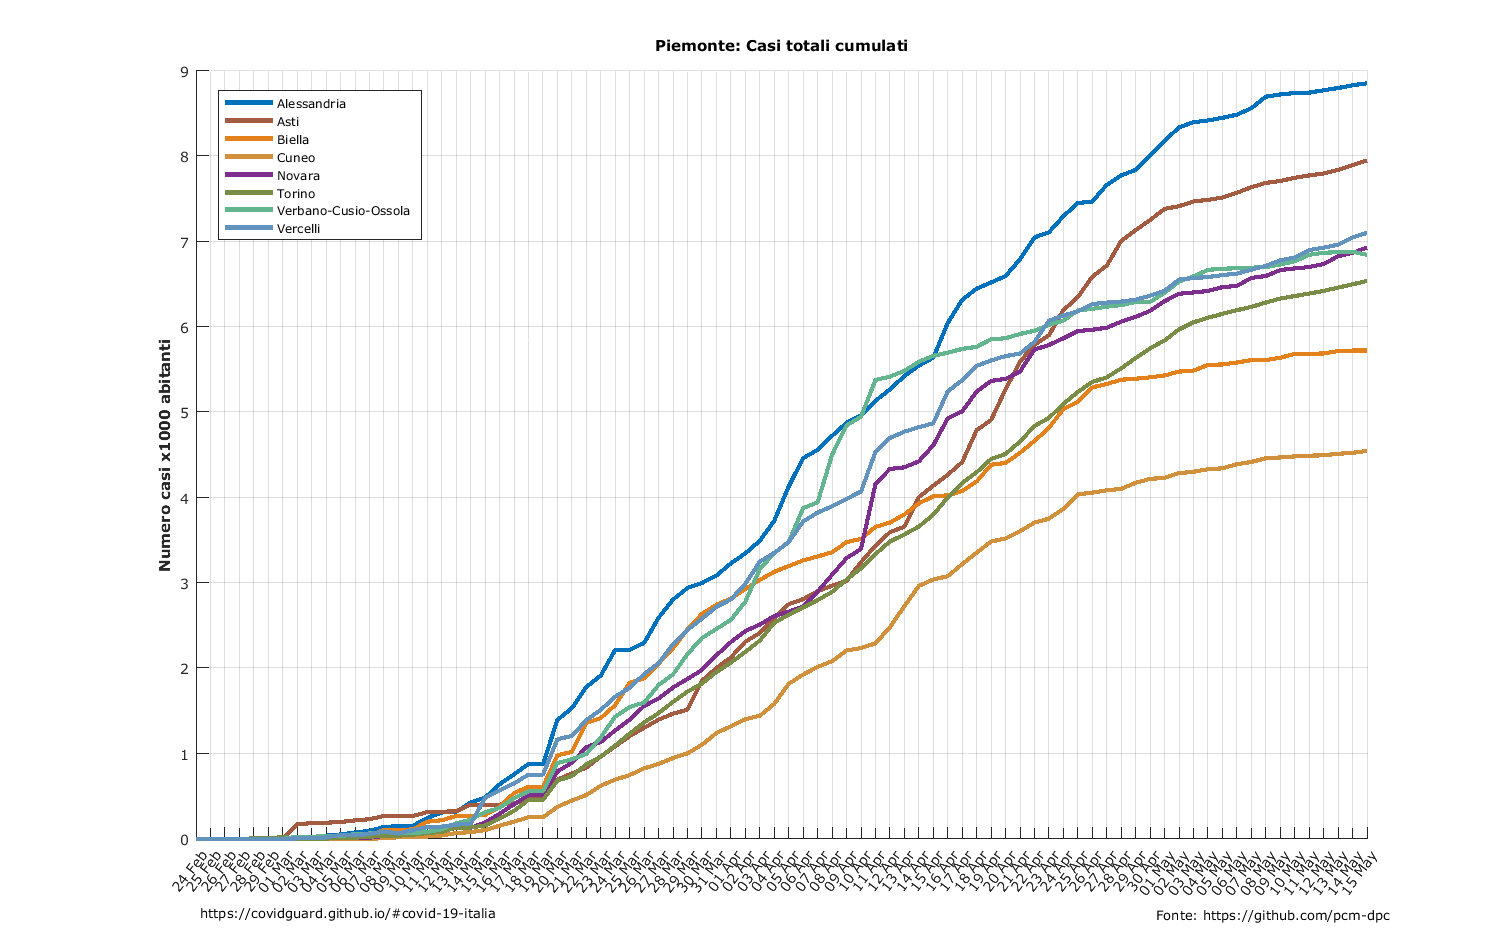 Piemonte: Casi totali cumulati
Numero casi x1000 abitanti
9
8
7
6
5
4
3
2
1
0
Alessandria
Asti
Biella
Cuneo
Novara
Torino
Verbano-Cusio-Ossola
Vercelli
24 Feb
25 Feb
26 Feb
27 Feb
28 Feb
29 Feb
01 Mar
02 Mar
03 Mar
04 Mar
05 Mar
06 Mar
07 Mar
08 Mar
09 Mar
10 Mar
11 Mar
12 Mar
13 Mar
14 Mar
15 Mar
16 Mar
17 Mar
18 Mar
19 Mar
20 Mar
21 Mar
22 Mar
23 Mar
24 Mar
25 Mar
26 Mar
27 Mar
28 Mar
29 Mar
30 Mar
31 Mar
01 Apr
02 Apr
03 Apr
04 Apr
05 Apr
06 Apr
07 Apr
08 Apr
09 Apr
10 Apr
11 Apr
12 Apr
13 Apr
14 Apr
15 Apr
16 Apr
17 Apr
18 Apr
19 Apr
20 Apr
21 Apr
22 Apr
23 Apr
24 Apr
25 Apr
26 Apr
27 Apr
28 Apr
29 Apr
30 Apr
01 May
02 May
03 May
04 May
05 May
06 May
07 May
08 May
09 May
10 May
11 May
12 May
13 May
14 May
15 May
https://covidguard.github.io/#covid-19-italia
Fonte: https://github.com/pcm-dpc